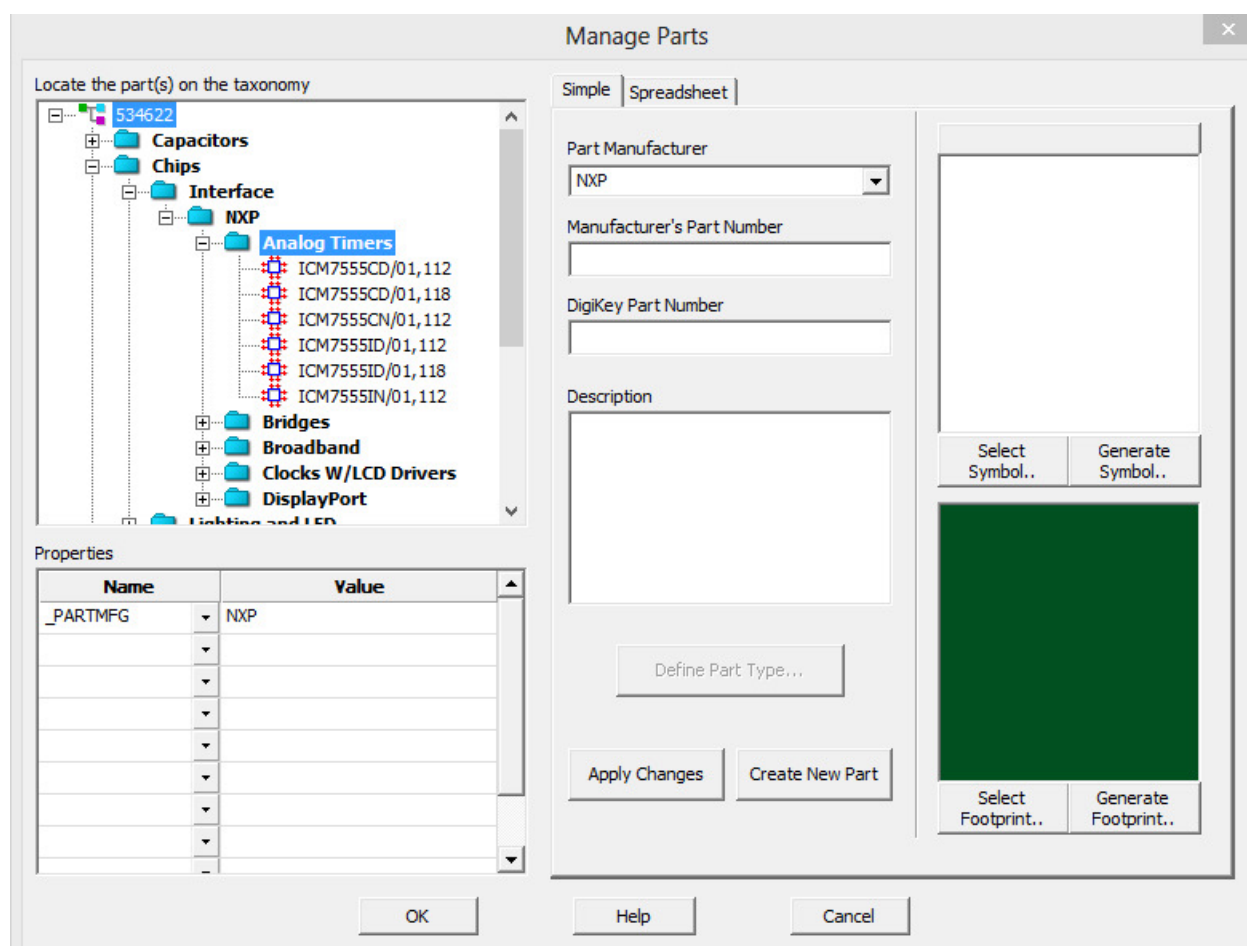 Manage Parts
Locate the part(s) on the taxonomy
534622
Capacitors
Chips
Interface
NXP
Analog Timers
ICM7555CD/01,112
ICM7555CD/01,118
ICM7555CN/01,112
ICM7555ID/01,112
ICM7555ID/01,118
ICM7555IN/01,112
Bridges
Broadband
Clocks W/LCD Drivers
DisplayPort
Lighting and LED
Properties
Name Value
_PARTMFG NXP
Simple Spreadsheet
Part Manufacturer
NXP
Manufacturer's Part Number
DigiKey Part Number
Description
Define Part Type...
Apply Changes Create New Part
Select Symbol.. Generate Symbol..
Select Footprint.. Generate Footprint..
OK Help Cancel